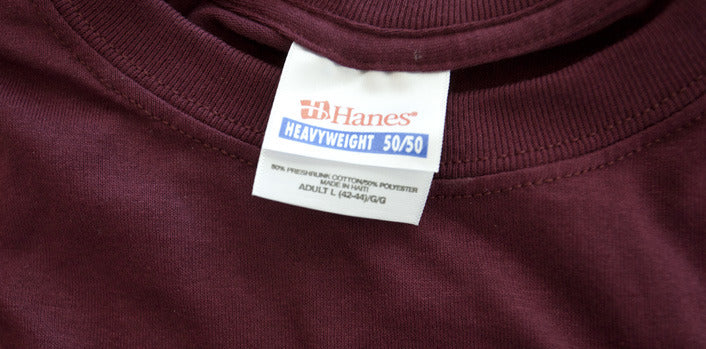 Hanes®
HEAVYWEIGHT 50/50
50% PRESHRUNK COTTON/50% POLYESTER
MADE IN HAITI
ADULT L (42-44)/G/G